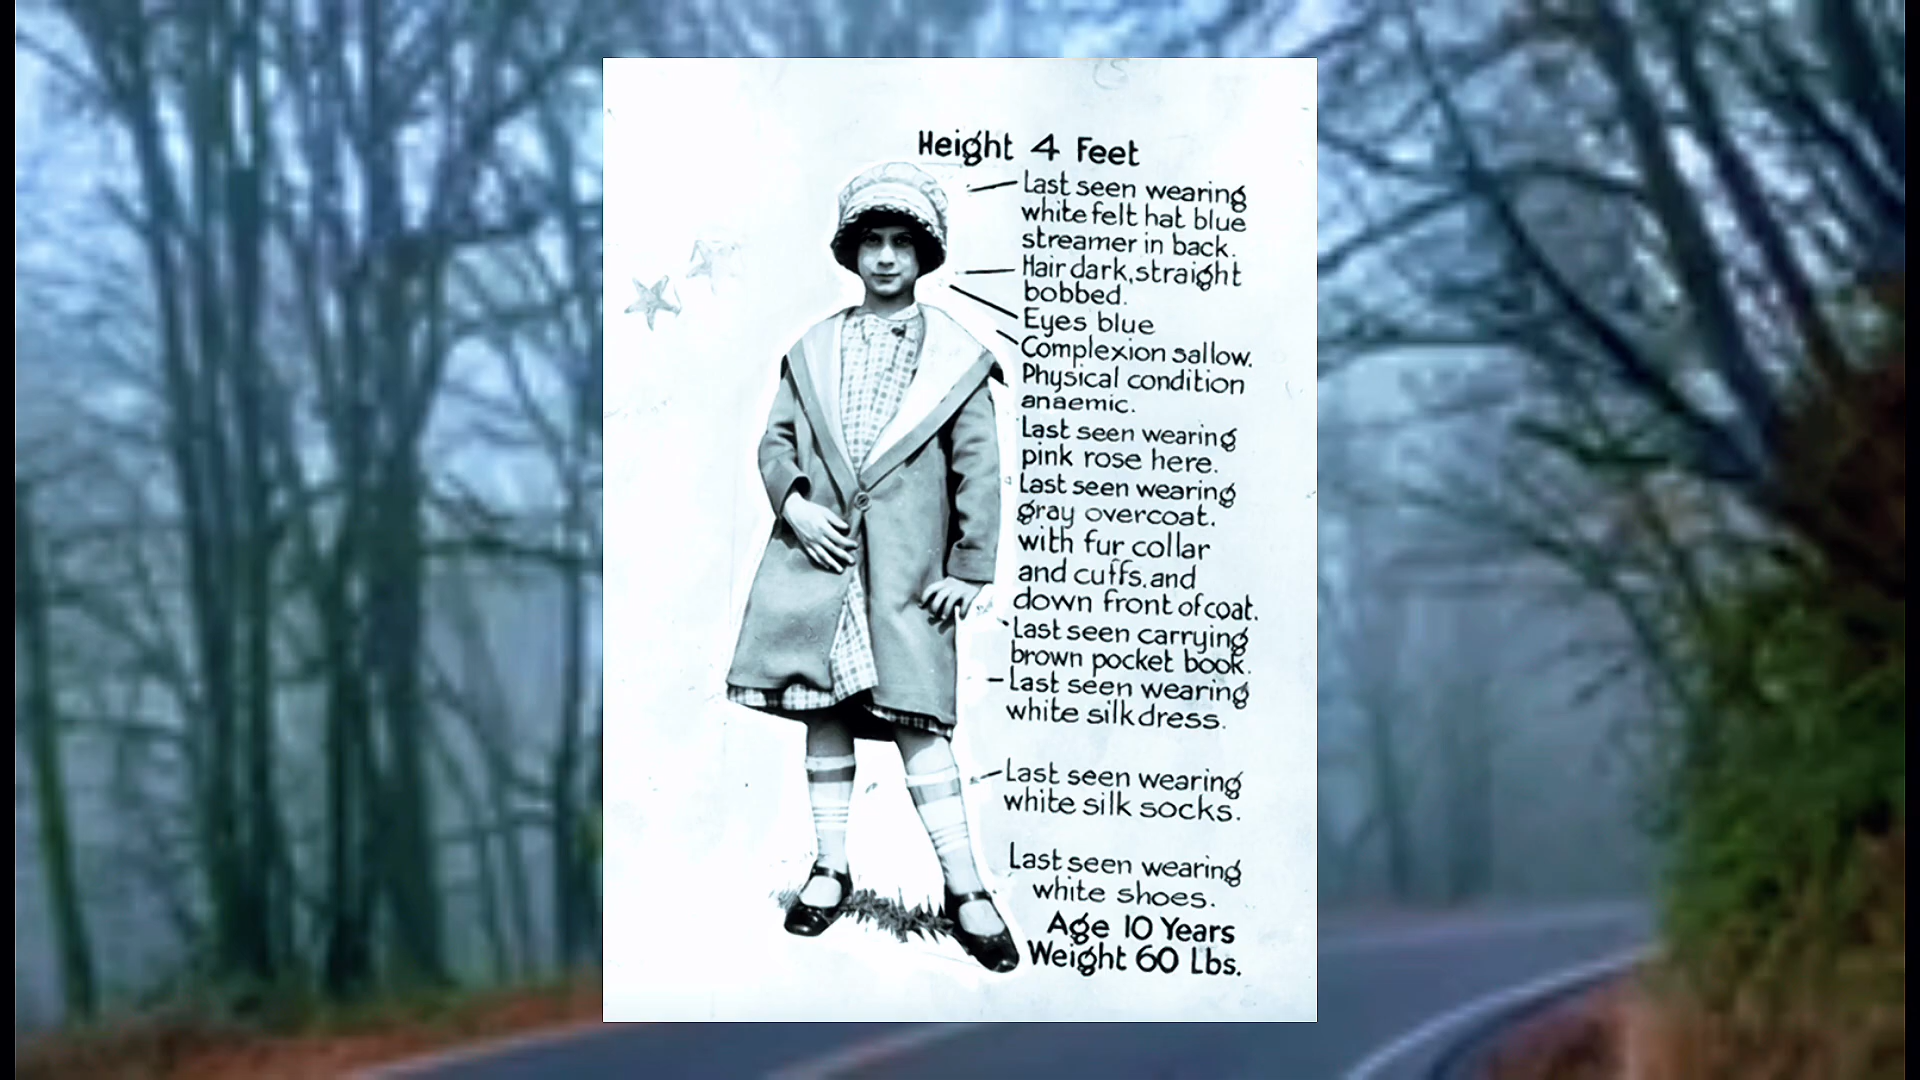 Height 4 Feet
Last seen wearing
white felt hat blue
streamer in back.
Hair dark, straight
bobbed.
Eyes blue
Complexion sallow.
Physical condition
anaemic.
Last seen wearing
pink rose here.
Last seen wearing
gray overcoat.
with fur collar
and cuffs. and
down front of coat.
Last seen carrying
brown pocket book.
Last seen wearing
white silk dress.
Last seen wearing
white silk socks.
Last seen wearing
white shoes.
Age 10 Years
Weight 60 Lbs.